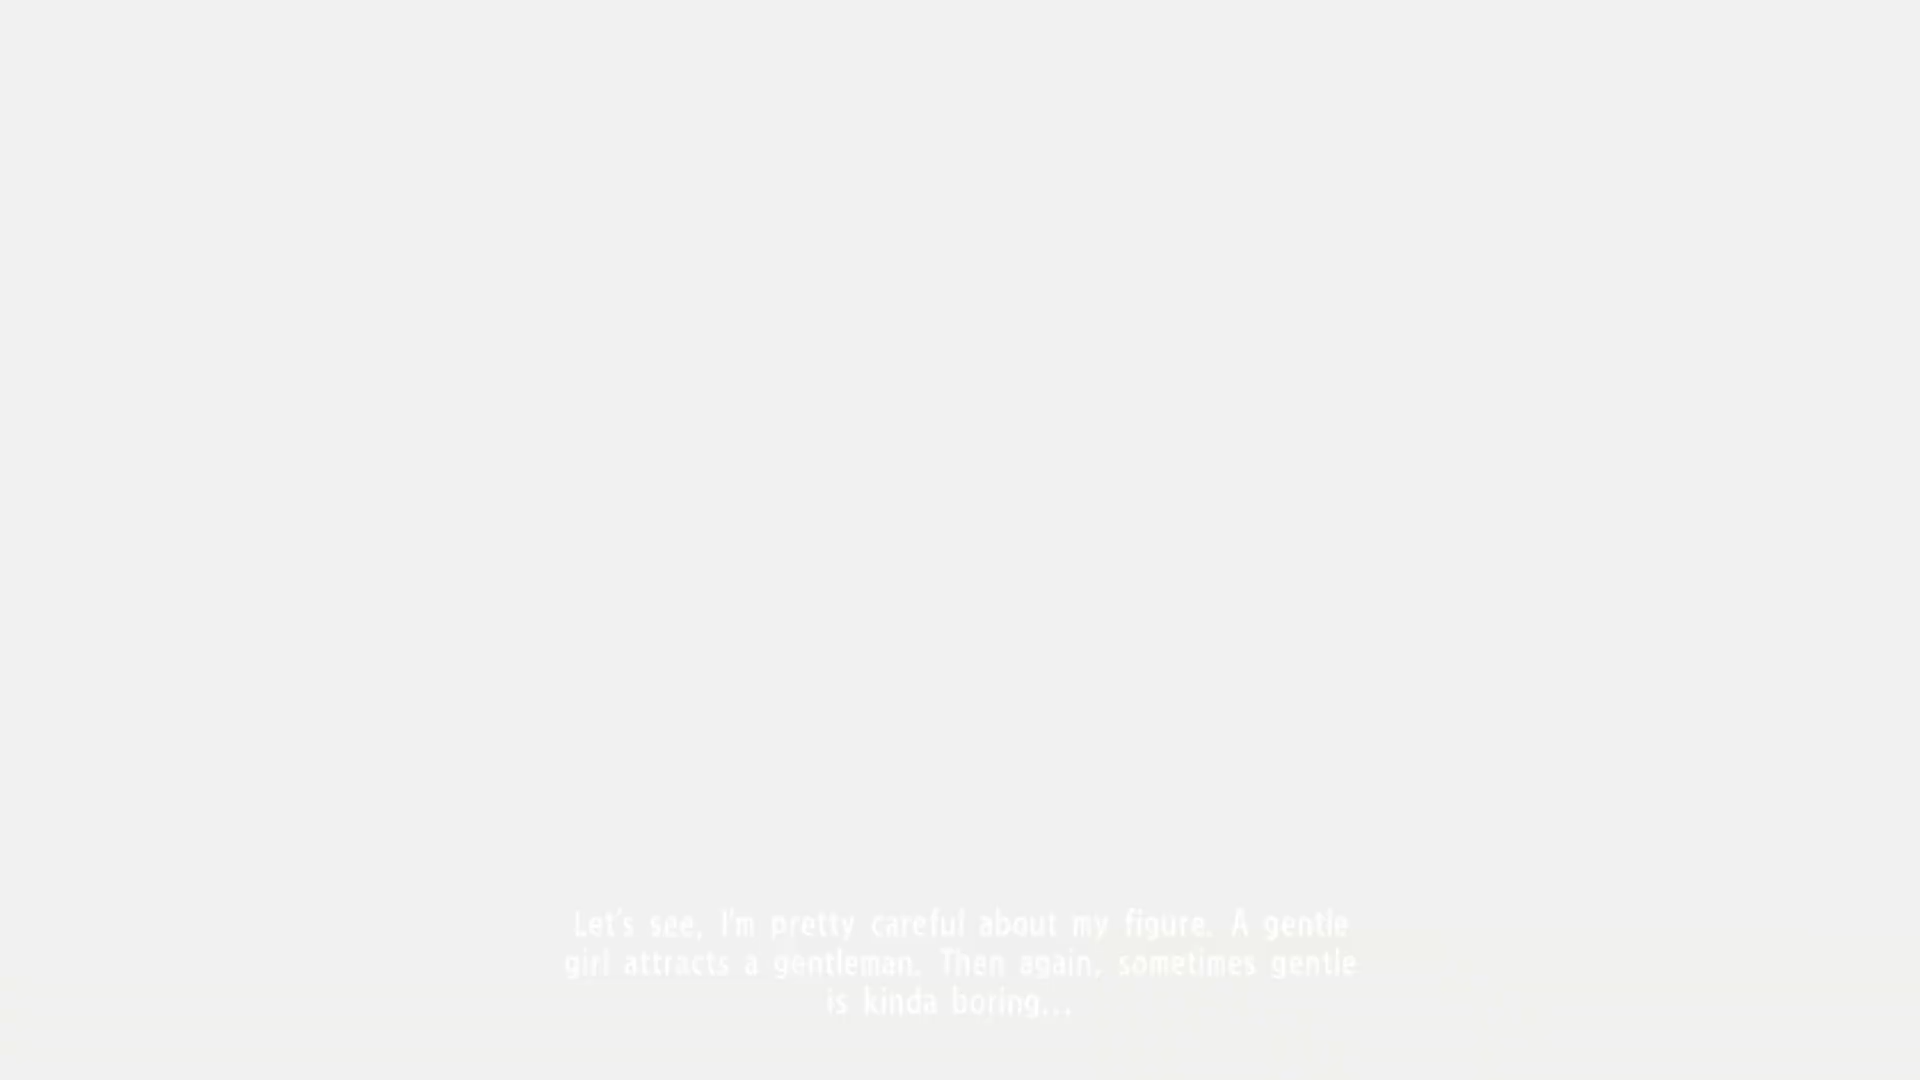 Let's see, I'm pretty careful about my figure. A gentle
girl attracts a gentleman. Then again, sometimes gentle
is kinda boring...